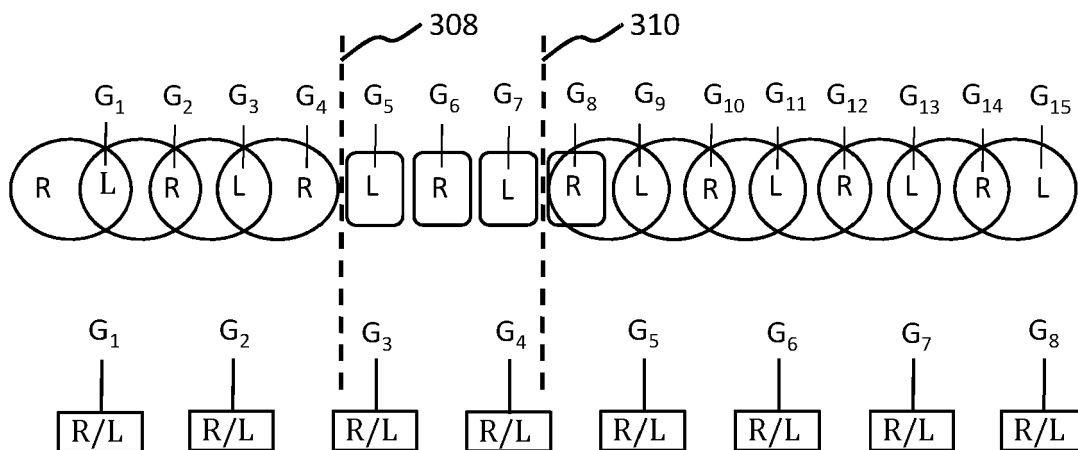 308 310
G₁ G₂ G₃ G₄ G₅ G₆ G₇ G₈ G₉ G₁₀ G₁₁ G₁₂ G₁₃ G₁₄ G₁₅
R L R L R L R L R L R L R L R L
G₁ G₂ G₃ G₄ G₅ G₆ G₇ G₈
R/L R/L R/L R/L R/L R/L R/L R/L